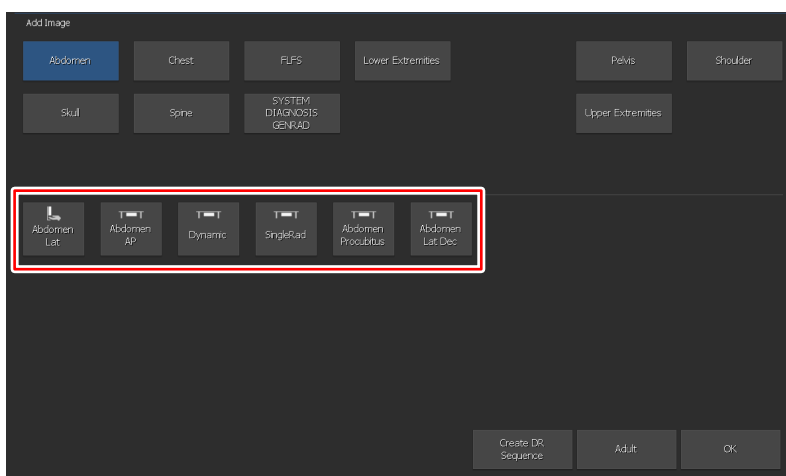 Add Image
Abdomen
Chest
FLFS
Lower Extremities
Pelvis
Shoulder
Skull
Spine
SYSTEM
DIAGNOSIS
GENRAD
Upper Extremities
Abdomen
Lat
Abdomen
AP
Dynamic
SingleRad
Abdomen
Procubitus
Abdomen
Lat Dec
Create DR
Sequence
Adult
OK